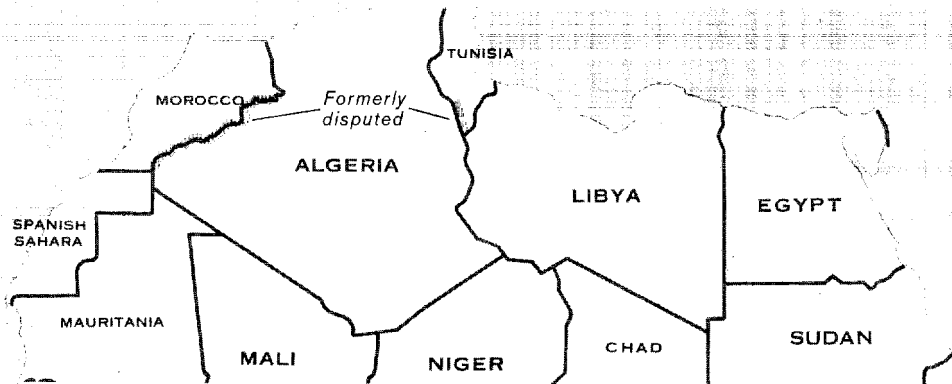 TUNISIA
MOROCCO
Formerly
disputed
ALGERIA
LIBYA
EGYPT
SPANISH
SAHARA
MAURITANIA
MALI
NIGER
CHAD
SUDAN